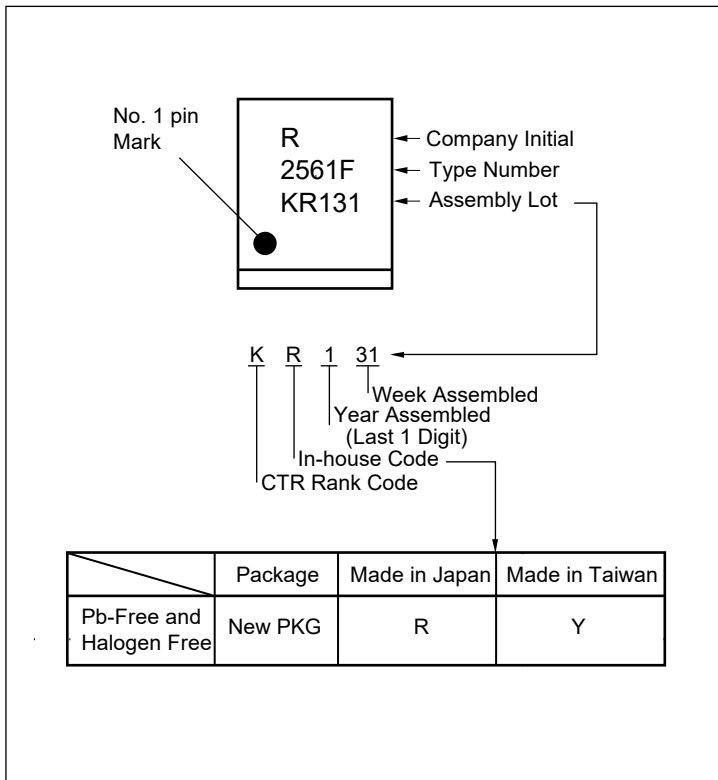 No. 1 pin
Mark
R
2561F
KR131
Company Initial
Type Number
Assembly Lot
K R 1 31
Week Assembled
Year Assembled
(Last 1 Digit)
In-house Code
CTR Rank Code
Package Made in Japan Made in Taiwan
Pb-Free and
Halogen Free
New PKG R Y